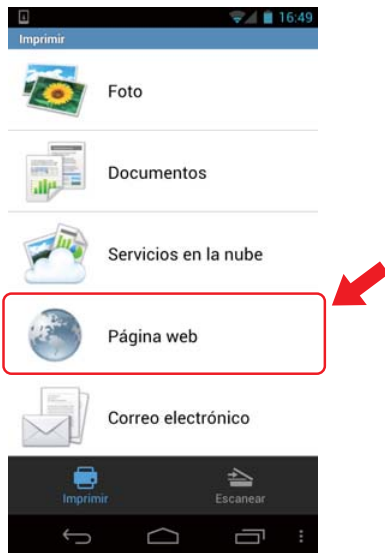 16:49
Imprimir
Foto
Documentos
Servicios en la nube
Página web
Correo electrónico
Imprimir
Escanear